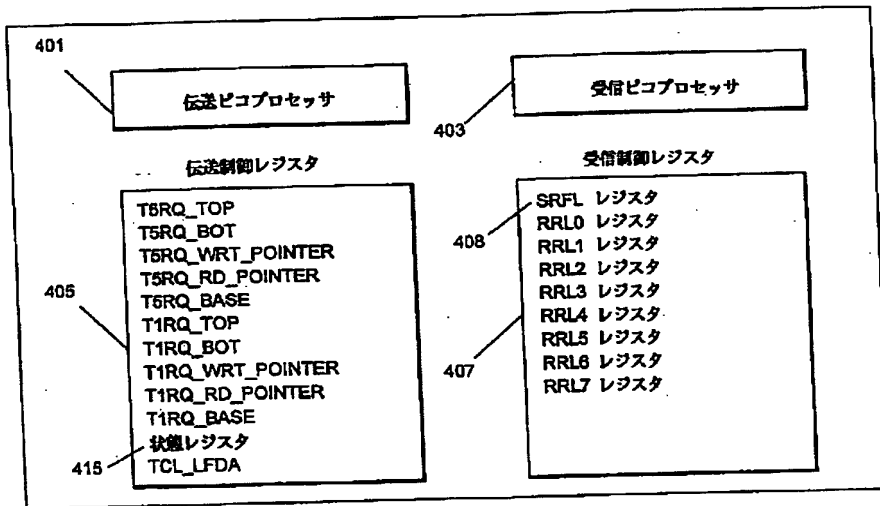 401
伝送ピコプロセッサ
403
受信ピコプロセッサ
伝送制御レジスタ
405
T5RQ_TOP
T5RQ_BOT
T5RQ_WRT_POINTER
T5RQ_RD_POINTER
T5RQ_BASE
T1RQ_TOP
T1RQ_BOT
T1RQ_WRT_POINTER
T1RQ_RD_POINTER
T1RQ_BASE
415
状態レジスタ
TCL_LFDA
受信制御レジスタ
408
SRFL レジスタ
RRL0 レジスタ
RRL1 レジスタ
RRL2 レジスタ
RRL3 レジスタ
407
RRL4 レジスタ
RRL5 レジスタ
RRL6 レジスタ
RRL7 レジスタ